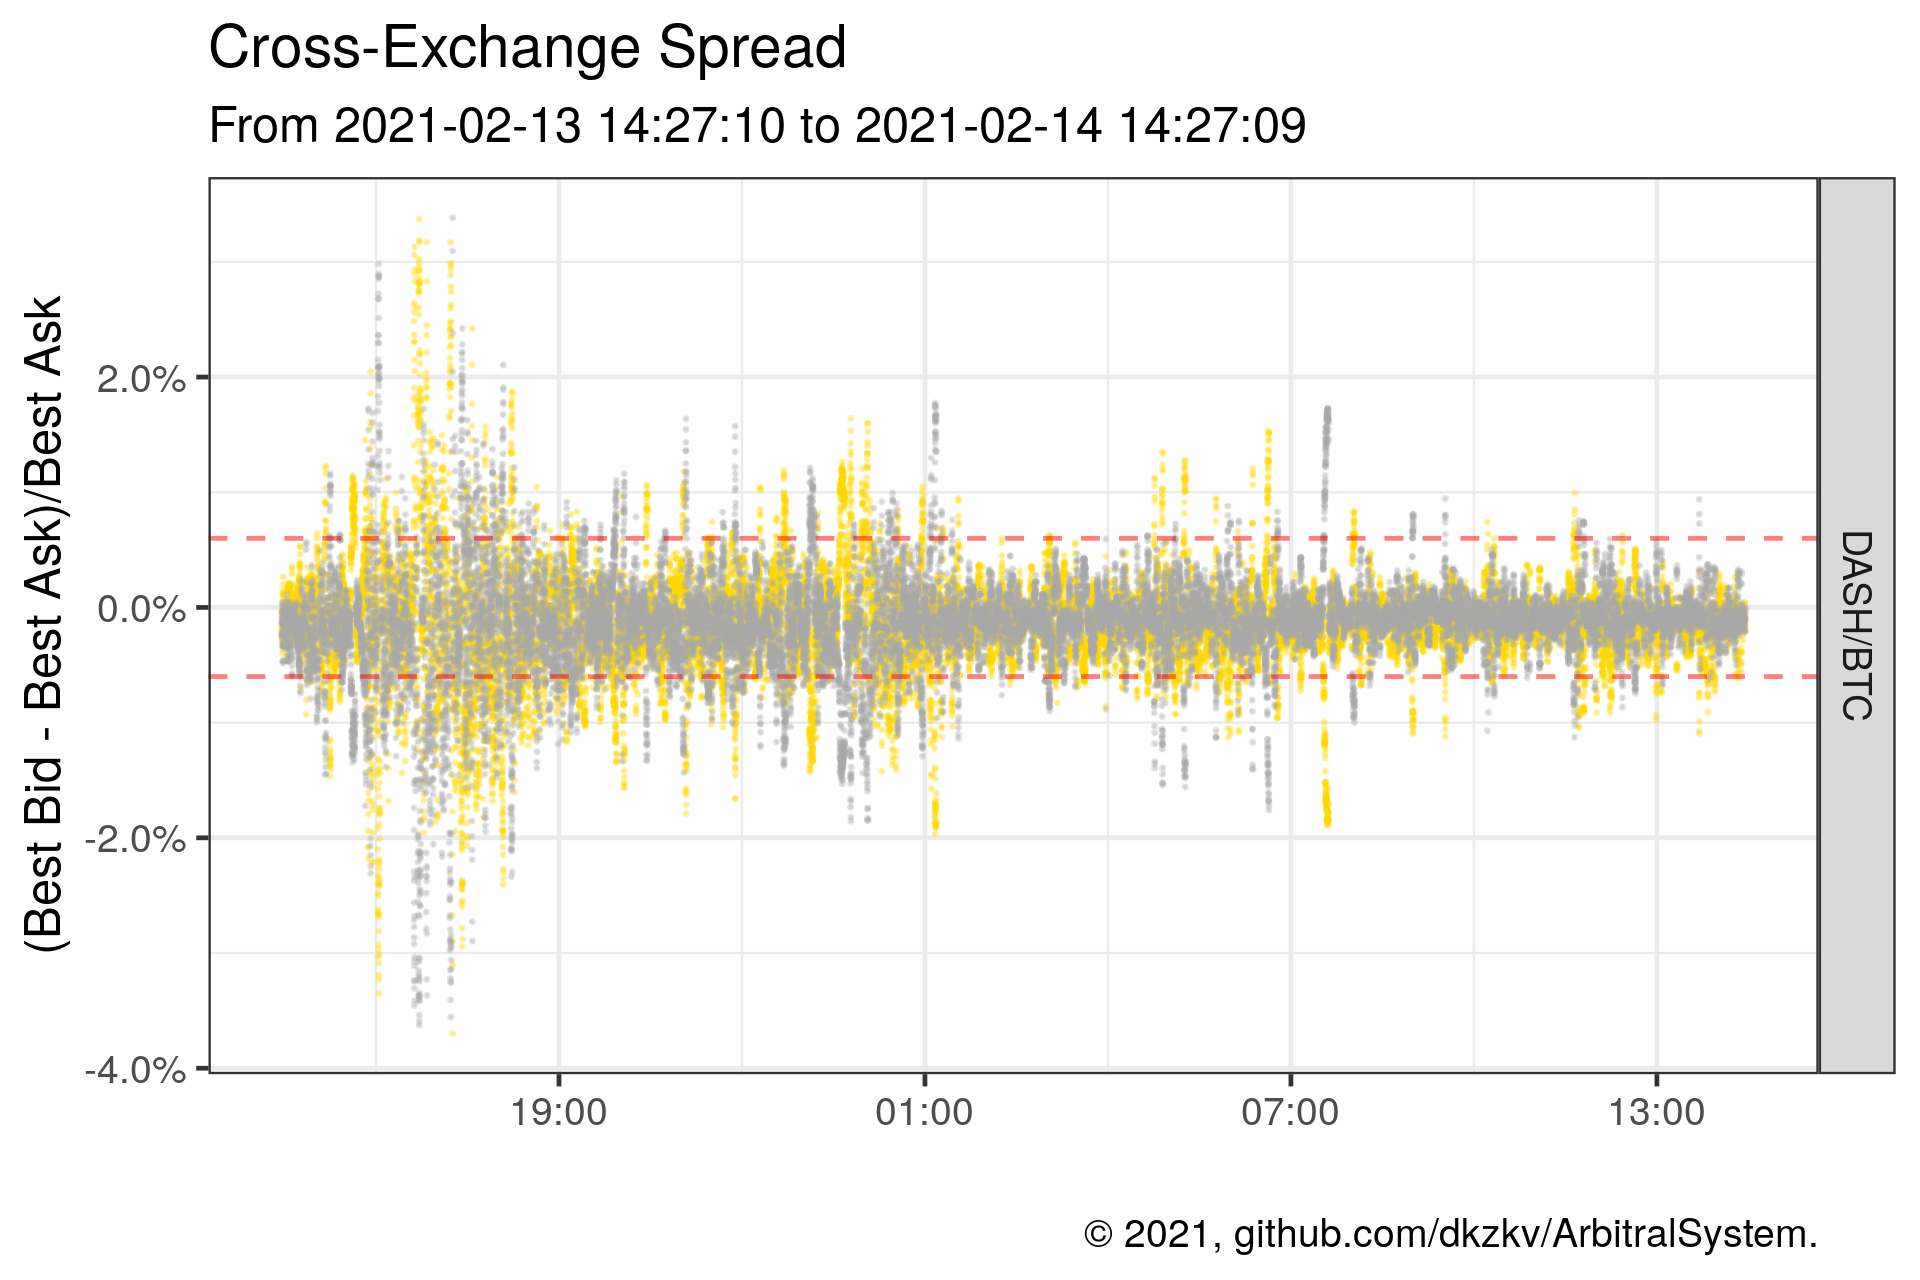 Cross-Exchange Spread
From 2021-02-13 14:27:10 to 2021-02-14 14:27:09
(Best Bid - Best Ask)/Best Ask
2.0%
0.0%
-2.0%
-4.0%
DASH/BTC
19:00
01:00
07:00
13:00
© 2021, github.com/dkzkv/ArbitralSystem.